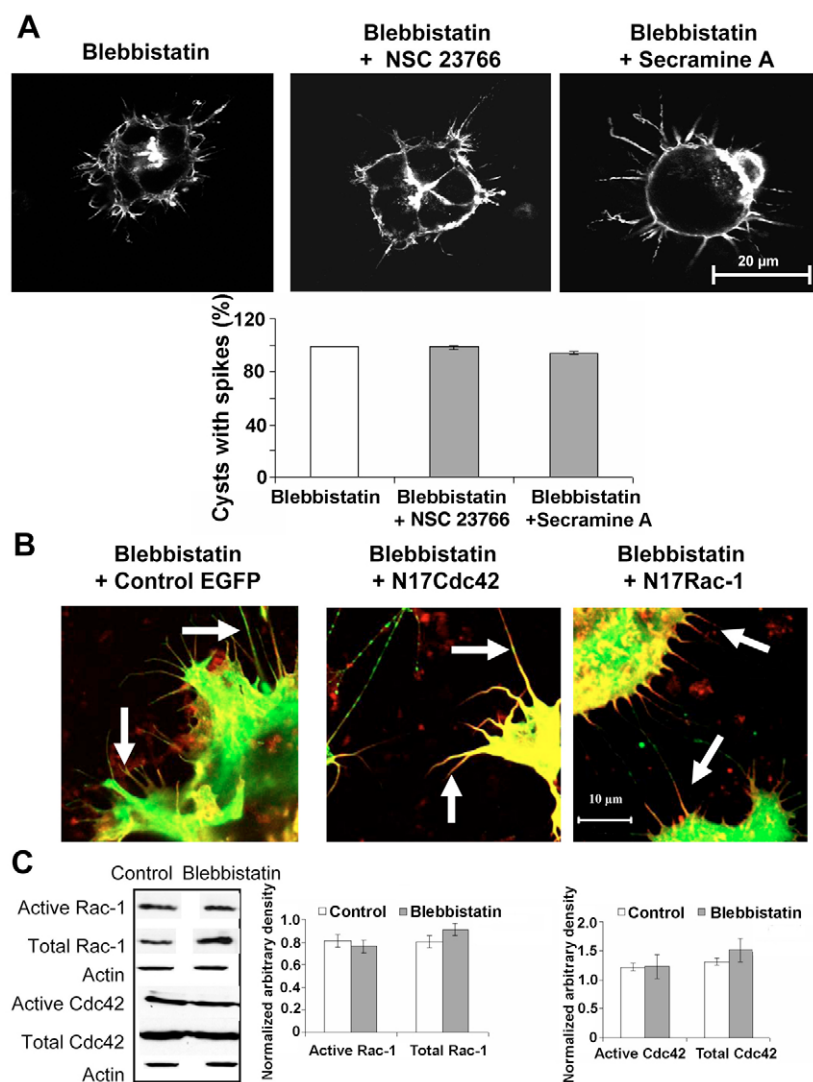 A
Blebbistatin
Blebbistatin
+ NSC 23766
Blebbistatin
+ Secramine A
20 µm
Cysts with spikes (%)
120
80
40
0
Blebbistatin
Blebbistatin
+ NSC 23766
Blebbistatin
+Secramine A
B
Blebbistatin
+ Control EGFP
Blebbistatin
+ N17Cdc42
Blebbistatin
+ N17Rac-1
10 µm
C
Control Blebbistatin
Active Rac-1
Total Rac-1
Actin
Active Cdc42
Total Cdc42
Actin
Normalized arbitrary density
Control Blebbistatin
1.0
0.8
0.6
0.4
0.2
0
Active Rac-1 Total Rac-1
Normalized arbitrary density
Control Blebbistatin
2.0
1.5
1.0
0.5
0
Active Cdc42 Total Cdc42